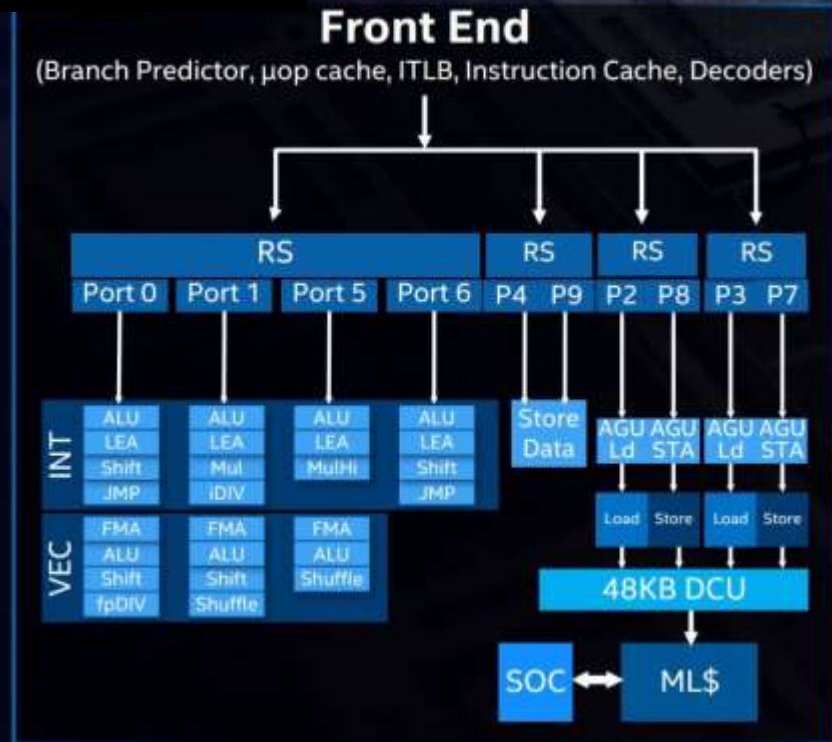 Front End
(Branch Predictor, µop cache, ITLB, Instruction Cache, Decoders)
RS RS RS RS
Port 0 Port 1 Port 5 Port 6 P4 P9 P2 P8 P3 P7
INT
ALU ALU ALU ALU
LEA LEA LEA LEA
Shift Mul MulHi Shift
JMP iDIV JMP
Store
Data
AGU AGU AGU AGU
Ld STA Ld STA
Load Store Load Store
VEC
FMA FMA FMA
ALU ALU ALU
Shift Shift Shuffle
fpDIV Shuffle
48KB DCU
SOC ML$